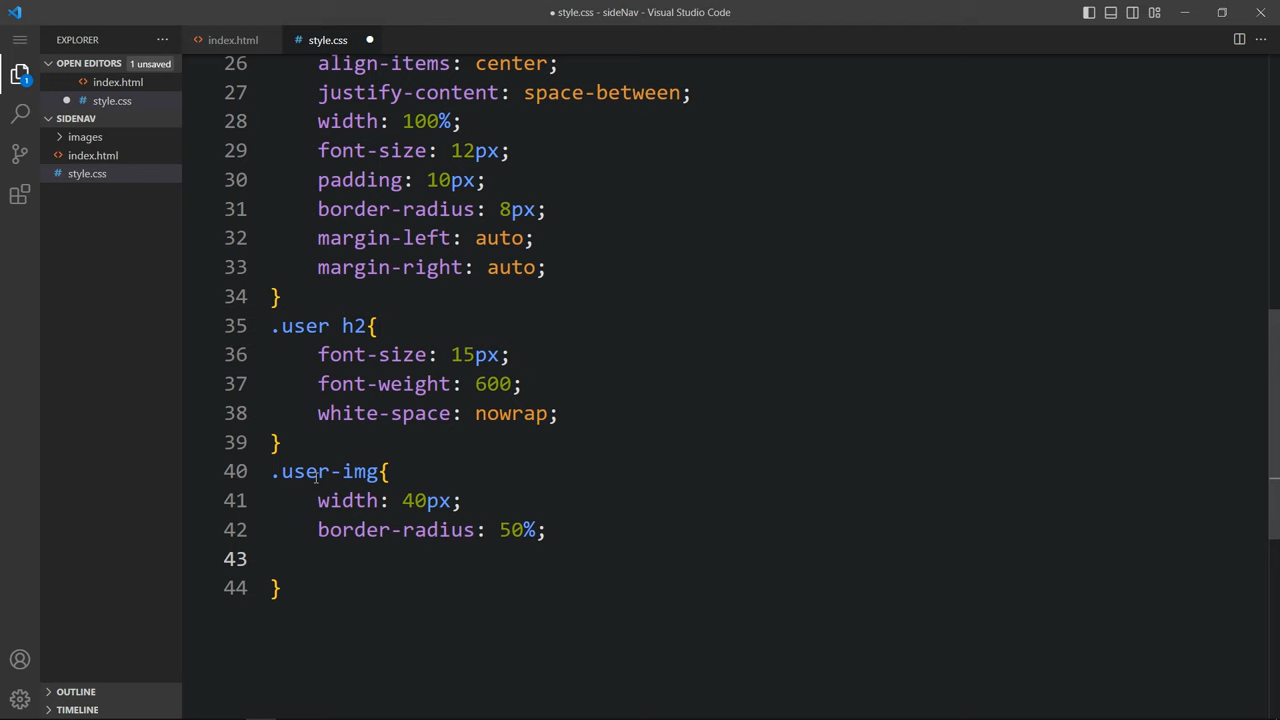 ● style.css - sideNav - Visual Studio Code
EXPLORER
index.html
# style.css
OPEN EDITORS 1 unsaved
<> index.html
# style.css
SIDENAV
> images
<> index.html
# style.css
1
26 align-items: center;
27 justify-content: space-between;
28 width: 100%;
29 font-size: 12px;
30 padding: 10px;
31 border-radius: 8px;
32 margin-left: auto;
33 margin-right: auto;
34 }
35 .user h2{
36 font-size: 15px;
37 font-weight: 600;
38 white-space: nowrap;
39 }
40 .user-img{
41 width: 40px;
42 border-radius: 50%;
43
44 }
OUTLINE
TIMELINE